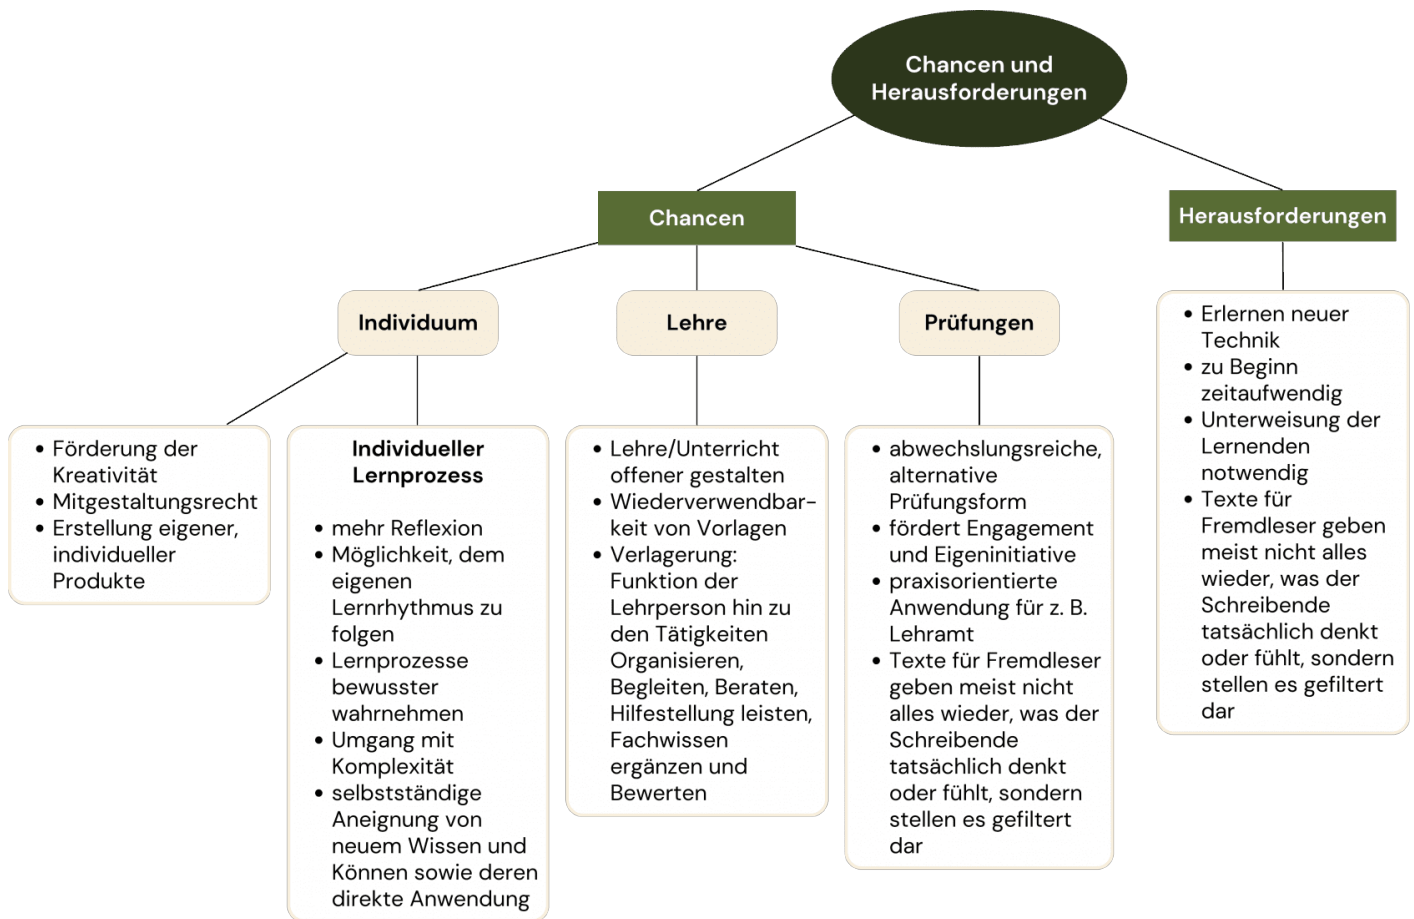 Chancen und
Herausforderungen
Chancen
Herausforderungen
Individuum
Lehre
Prüfungen
• Förderung der
Kreativität
• Mitgestaltungsrecht
• Erstellung eigener,
individueller
Produkte
Individueller
Lernprozess
• mehr Reflexion
• Möglichkeit, dem
eigenen
Lernrhythmus zu
folgen
• Lernprozesse
bewusster
wahrnehmen
• Umgang mit
Komplexität
• selbstständige
Aneignung von
neuem Wissen und
Können sowie deren
direkte Anwendung
• Lehre/Unterricht
offener gestalten
• Wiederverwendbar-
keit von Vorlagen
• Verlagerung:
Funktion der
Lehrperson hin zu
den Tätigkeiten
Organisieren,
Begleiten, Beraten,
Hilfestellung leisten,
Fachwissen
ergänzen und
Bewerten
• abwechslungsreiche,
alternative
Prüfungsform
• fördert Engagement
und Eigeninitiative
• praxisorientierte
Anwendung für z. B.
Lehramt
• Texte für Fremdleser
geben meist nicht
alles wieder, was der
Schreibende
tatsächlich denkt
oder fühlt, sondern
stellen es gefiltert
dar
• Erlernen neuer
Technik
• zu Beginn
zeitaufwendig
• Unterweisung der
Lernenden
notwendig
• Texte für
Fremdleser geben
meist nicht alles
wieder, was der
Schreibende
tatsächlich denkt
oder fühlt, sondern
stellen es gefiltert
dar